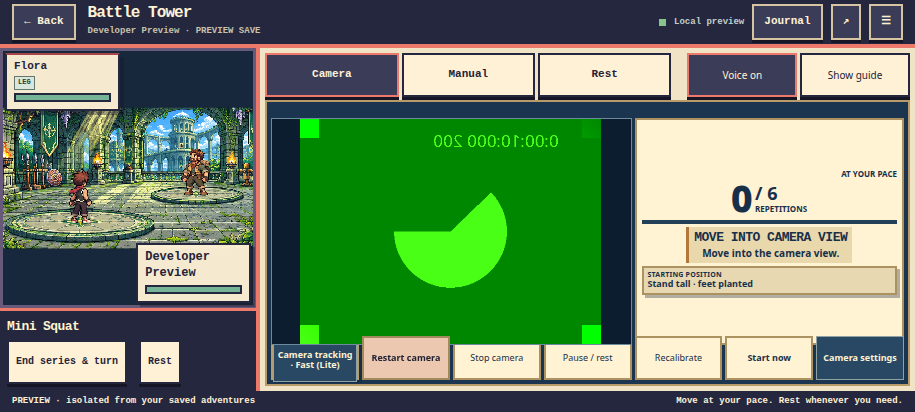 ← Back
Battle Tower
Developer Preview · PREVIEW SAVE
Local preview
Journal
↗
☰
Flora
LEG
Developer
Preview
Mini Squat
End series & turn
Rest
Camera
Manual
Rest
Voice on
Show guide
0:00:10:000 200
AT YOUR PACE
0 / 6
REPETITIONS
MOVE INTO CAMERA VIEW
Move into the camera view.
STARTING POSITION
Stand tall · feet planted
Camera tracking
· Fast (Lite)
Restart camera
Stop camera
Pause / rest
Recalibrate
Start now
Camera settings
PREVIEW · isolated from your saved adventures
Move at your pace. Rest whenever you need.